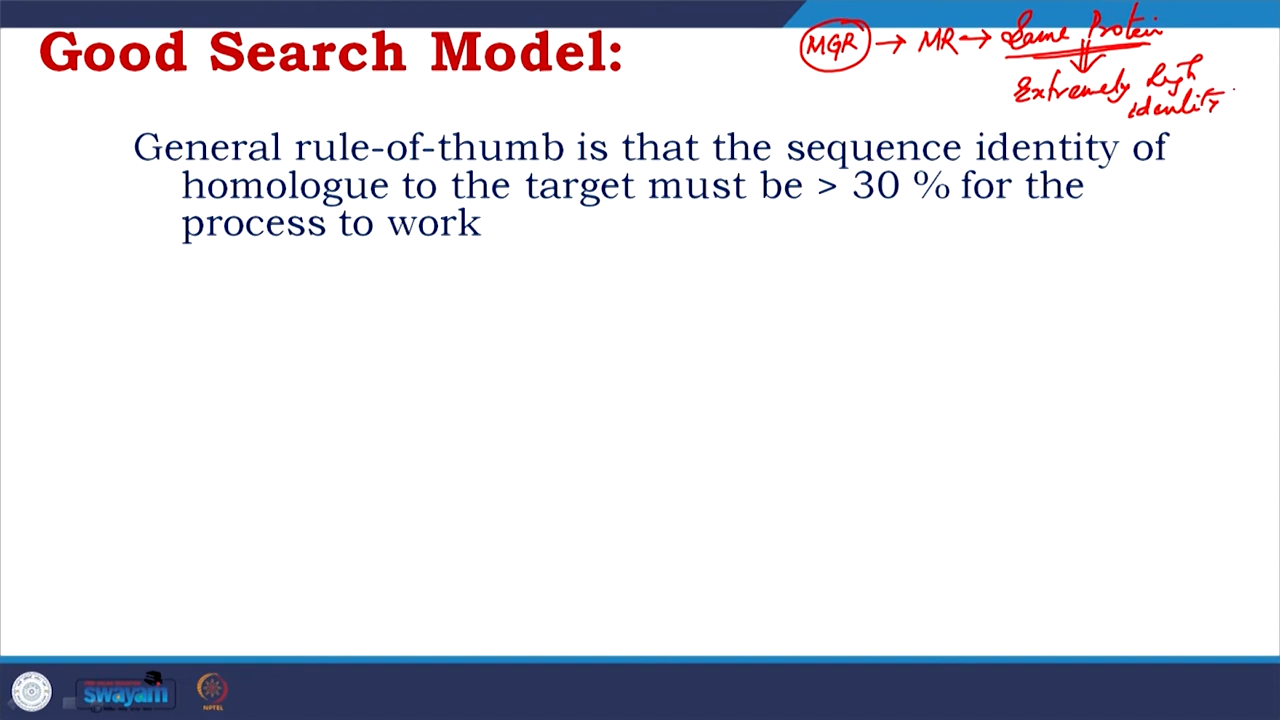 Good Search Model:
MGR → MR → Same Protein
Extremely high
identity
General rule-of-thumb is that the sequence identity of
homologue to the target must be > 30 % for the
process to work
swayam
NPTEL